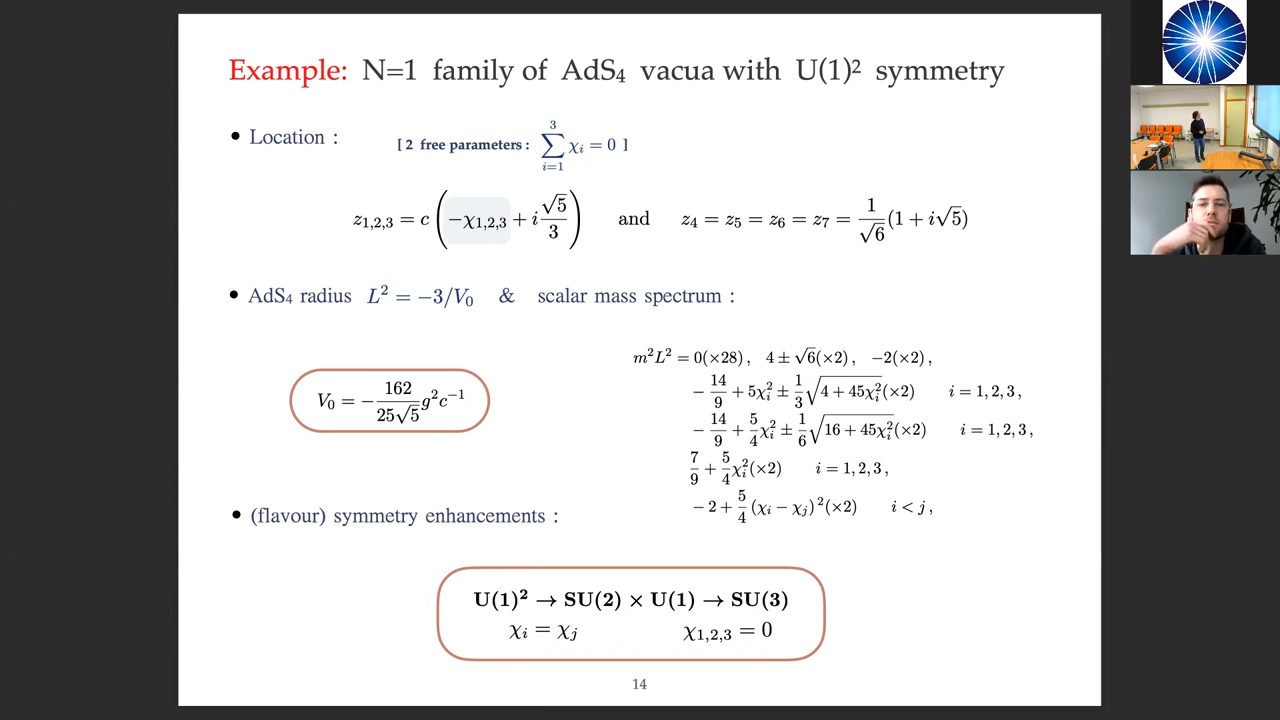 Example: N=1 family of AdS₄ vacua with U(1)² symmetry
• Location : [ 2 free parameters : ∑_{i=1}^{3} χ_i = 0 ]
z_{1,2,3} = c ( −χ_{1,2,3} + i √5/3 ) and z_4 = z_5 = z_6 = z_7 = 1/√6 (1 + i√5)
• AdS₄ radius L² = −3/V_0 & scalar mass spectrum :
V_0 = − 162/(25√5) g² c^{−1}
m²L² = 0(×28) , 4 ± √6(×2) , −2(×2) ,
− 14/9 + 5χ_i² ± 1/3 √(4 + 45χ_i²) (×2) i = 1, 2, 3 ,
− 14/9 + 5/4 χ_i² ± 1/6 √(16 + 45χ_i²) (×2) i = 1, 2, 3 ,
7/9 + 5/4 χ_i² (×2) i = 1, 2, 3 ,
− 2 + 5/4 (χ_i − χ_j)² (×2) i < j ,
• (flavour) symmetry enhancements :
U(1)² → SU(2) × U(1) → SU(3)
χ_i = χ_j χ_{1,2,3} = 0
14